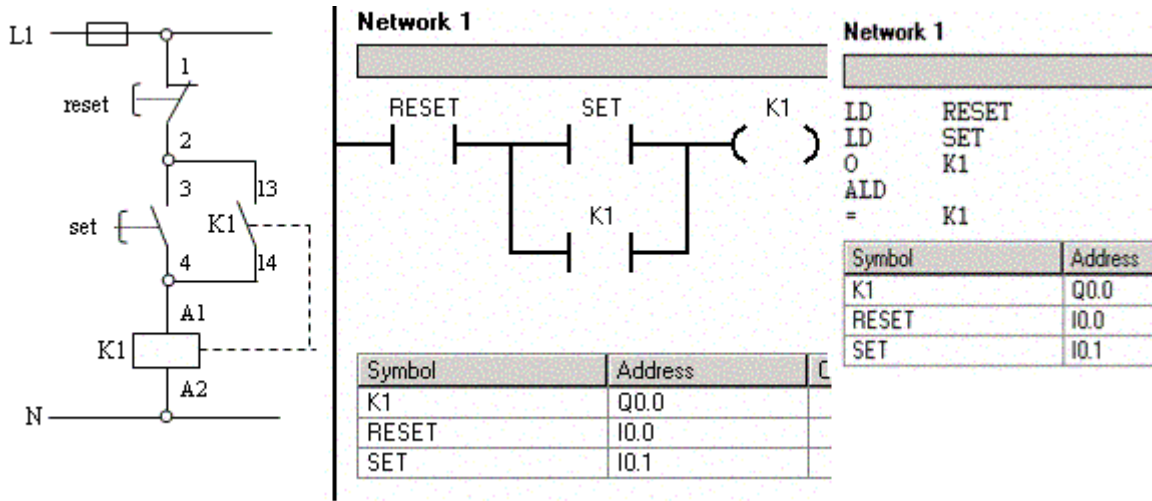 L1
1
reset
2
3
13
set
K1
4
14
A1
K1
A2
N
Network 1
RESET SET K1
K1
Symbol Address C
K1 Q0.0
RESET I0.0
SET I0.1
Network 1
LD RESET
LD SET
O K1
ALD
= K1
Symbol Address
K1 Q0.0
RESET I0.0
SET I0.1